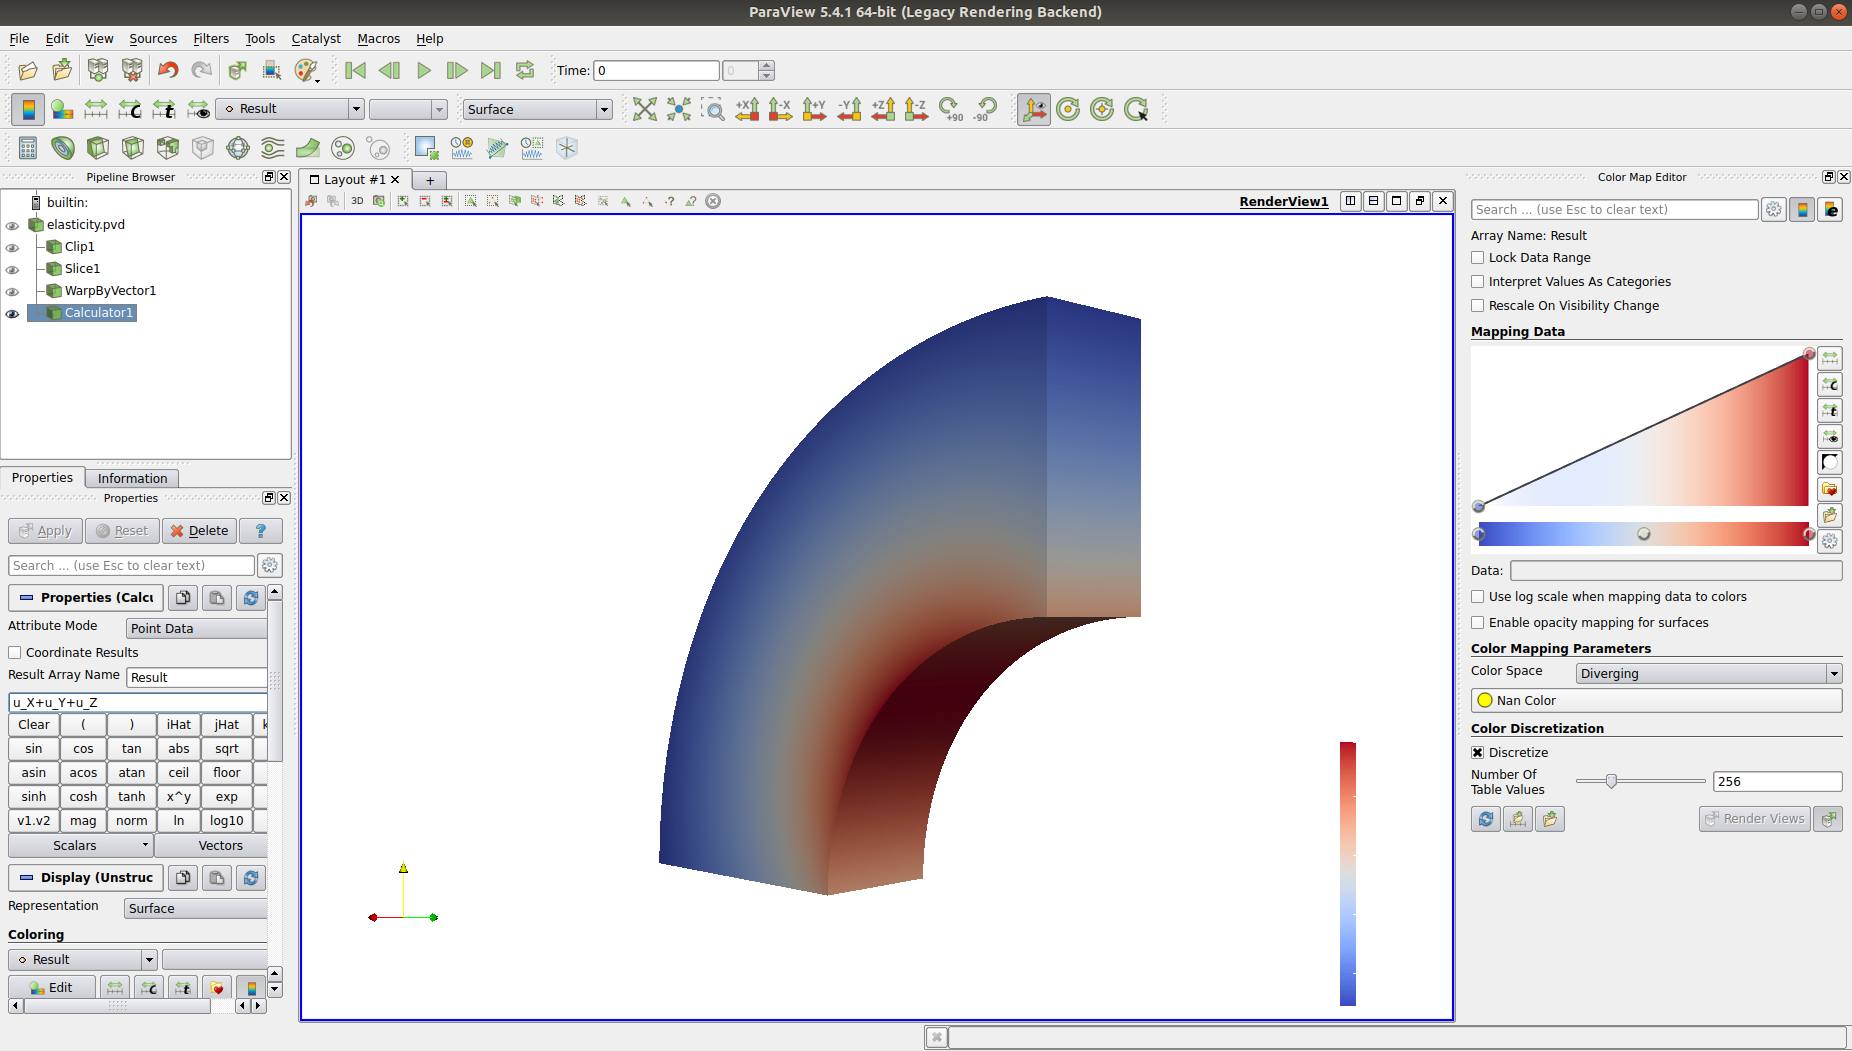 ParaView 5.4.1 64-bit (Legacy Rendering Backend)
File Edit View Sources Filters Tools Catalyst Macros Help
Time: 0 0
Result Surface +X -X +Y -Y +Z -Z +90 -90
Pipeline Browser
builtin:
elasticity.pvd
Clip1
Slice1
WarpByVector1
Calculator1
Properties Information
Properties
Apply Reset Delete ?
Search ... (use Esc to clear text)
Properties (Calcu
Attribute Mode Point Data
Coordinate Results
Result Array Name Result
u_X+u_Y+u_Z
Clear ( ) iHat jHat k
sin cos tan abs sqrt
asin acos atan ceil floor
sinh cosh tanh x^y exp
v1.v2 mag norm ln log10
Scalars Vectors
Display (Unstruc
Representation Surface
Coloring
Result
Edit
Layout #1 +
3D RenderView1
Color Map Editor
Search ... (use Esc to clear text)
Array Name: Result
Lock Data Range
Interpret Values As Categories
Rescale On Visibility Change
Mapping Data
Data:
Use log scale when mapping data to colors
Enable opacity mapping for surfaces
Color Mapping Parameters
Color Space Diverging
Nan Color
Color Discretization
Discretize
Number Of
Table Values 256
Render Views